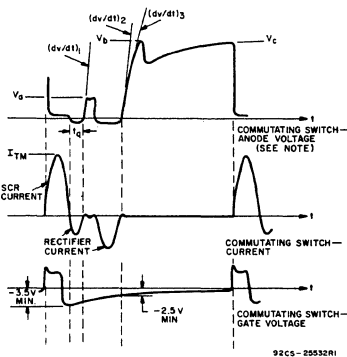 (dv/dt)2
(dv/dt)3
(dv/dt)1
Vb
Vc
Va
t
tq
COMMUTATING SWITCH—
ANODE VOLTAGE
(SEE NOTE)
ITM
SCR
CURRENT
t
RECTIFIER
CURRENT
COMMUTATING SWITCH—
CURRENT
t
-3.5V
MIN.
-2.5 V
MIN
COMMUTATING SWITCH—
GATE VOLTAGE
92CS-25532R1